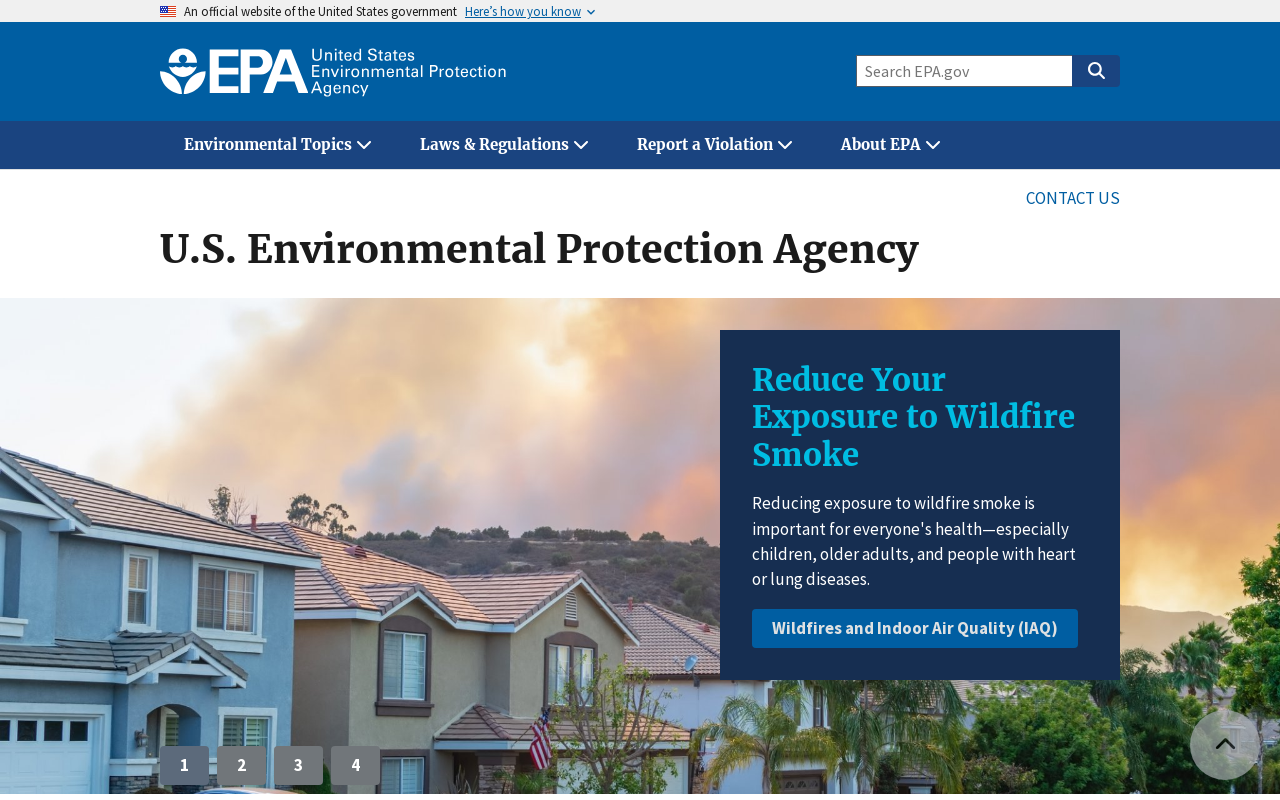 An official website of the United States government Here's how you know
EPA United States
Environmental Protection
Agency
Search EPA.gov
Environmental Topics Laws & Regulations Report a Violation About EPA
CONTACT US
U.S. Environmental Protection Agency
Reduce Your
Exposure to Wildfire
Smoke
Reducing exposure to wildfire smoke is
important for everyone's health—especially
children, older adults, and people with heart
or lung diseases.
Wildfires and Indoor Air Quality (IAQ)
1 2 3 4